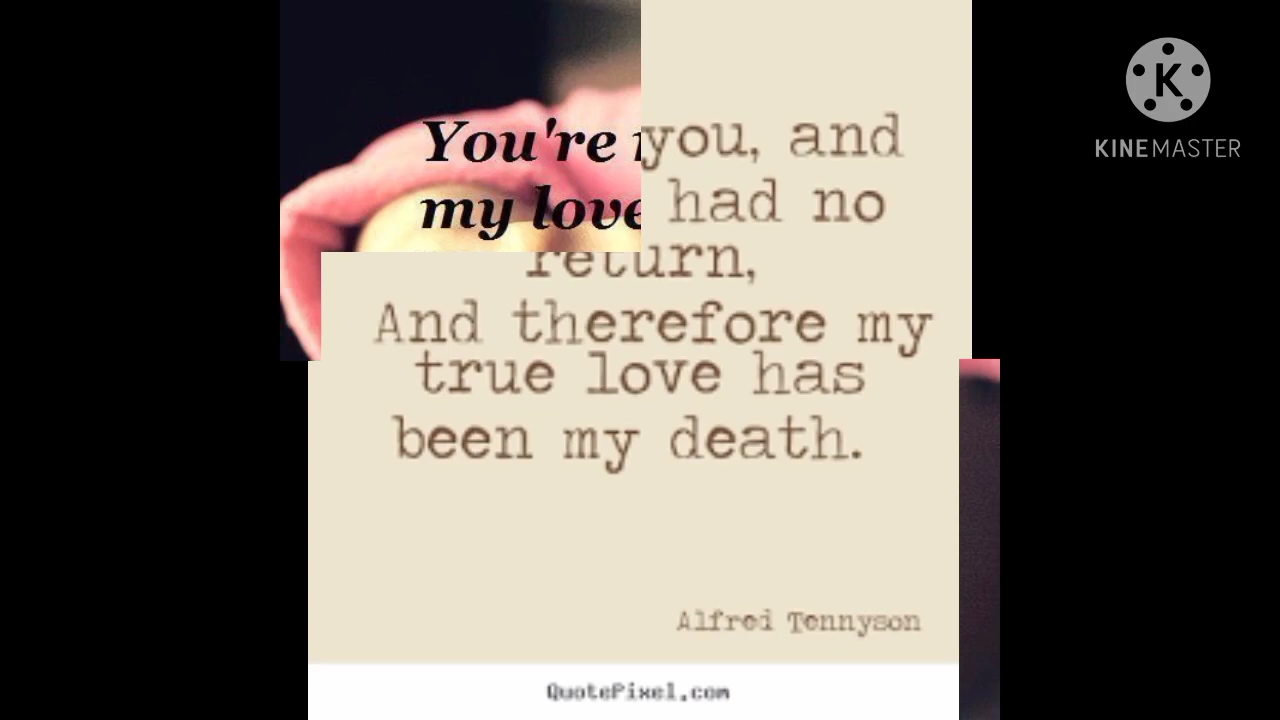 You're
my love
you, and
had no
return,
And therefore my
true love has
been my death.
Alfred Tennyson
QuotePixel.com
K
KINEMASTER